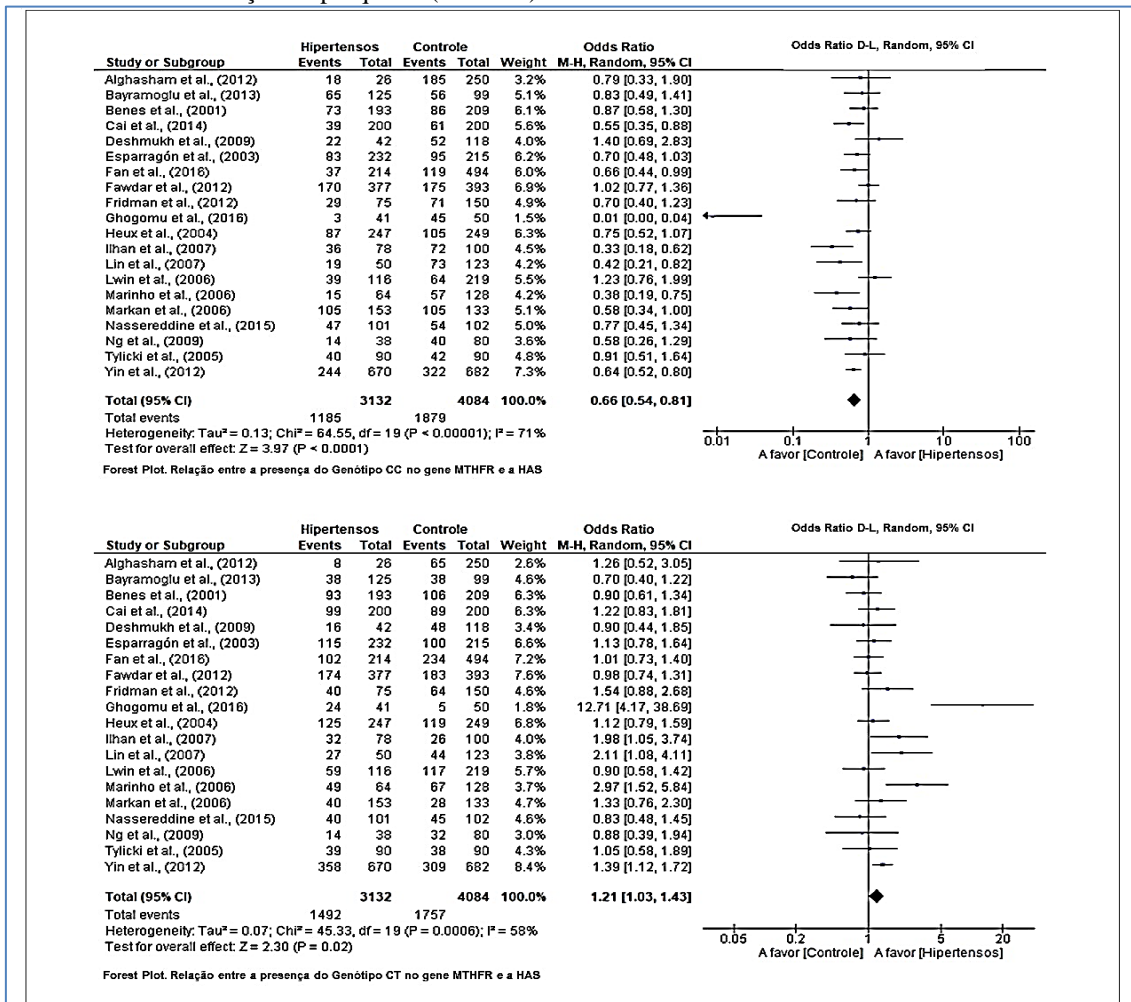 Hipertensos Controle Odds Ratio Odds Ratio D-L, Random, 95% CI
Study or Subgroup Events Total Events Total Weight M-H, Random, 95% CI
Alghasham et al., (2012) 18 26 185 250 3.2% 0.79 [0.33, 1.90]
Bayramoglu et al., (2013) 65 125 56 99 5.1% 0.83 [0.49, 1.41]
Benes et al., (2001) 73 193 86 209 6.1% 0.87 [0.58, 1.30]
Cai et al., (2014) 39 200 61 200 5.6% 0.55 [0.35, 0.88]
Deshmukh et al., (2009) 22 42 52 118 4.0% 1.40 [0.69, 2.83]
Esparragón et al., (2003) 83 232 95 215 6.2% 0.70 [0.48, 1.03]
Fan et al., (2016) 37 214 119 494 6.0% 0.66 [0.44, 0.99]
Fawdar et al., (2012) 170 377 175 393 6.9% 1.02 [0.77, 1.36]
Fridman et al., (2012) 29 75 71 150 4.9% 0.70 [0.40, 1.23]
Ghogomu et al., (2016) 3 41 45 50 1.5% 0.01 [0.00, 0.04]
Heux et al., (2004) 87 247 105 249 6.3% 0.75 [0.52, 1.07]
Ilhan et al., (2007) 36 78 72 100 4.5% 0.33 [0.18, 0.62]
Lin et al., (2007) 19 50 73 123 4.2% 0.42 [0.21, 0.82]
Lwin et al., (2006) 39 116 64 219 5.5% 1.23 [0.76, 1.99]
Marinho et al., (2006) 15 64 57 128 4.2% 0.38 [0.19, 0.75]
Markan et al., (2006) 105 153 105 133 5.1% 0.58 [0.34, 1.00]
Nassereddine et al., (2015) 47 101 54 102 5.0% 0.77 [0.45, 1.34]
Ng et al., (2009) 14 38 40 80 3.6% 0.58 [0.26, 1.29]
Tylicki et al., (2005) 40 90 42 90 4.8% 0.91 [0.51, 1.64]
Yin et al., (2012) 244 670 322 682 7.3% 0.64 [0.52, 0.80]
Total (95% CI) 3132 4084 100.0% 0.66 [0.54, 0.81]
Total events 1185 1879
Heterogeneity: Tau² = 0.13; Chi² = 64.55, df = 19 (P < 0.00001); I² = 71%
Test for overall effect: Z = 3.97 (P < 0.0001)
0.01 0.1 1 10 100
A favor [Controle] A favor [Hipertensos]
Forest Plot. Relação entre a presença do Genótipo CC no gene MTHFR e a HAS
Hipertensos Controle Odds Ratio Odds Ratio D-L, Random, 95% CI
Study or Subgroup Events Total Events Total Weight M-H, Random, 95% CI
Alghasham et al., (2012) 8 26 65 250 2.6% 1.26 [0.52, 3.05]
Bayramoglu et al., (2013) 38 125 38 99 4.6% 0.70 [0.40, 1.22]
Benes et al., (2001) 93 193 106 209 6.3% 0.90 [0.61, 1.34]
Cai et al., (2014) 99 200 89 200 6.3% 1.22 [0.83, 1.81]
Deshmukh et al., (2009) 16 42 48 118 3.4% 0.90 [0.44, 1.85]
Esparragón et al., (2003) 115 232 100 215 6.6% 1.13 [0.78, 1.64]
Fan et al., (2016) 102 214 234 494 7.2% 1.01 [0.73, 1.40]
Fawdar et al., (2012) 174 377 183 393 7.6% 0.98 [0.74, 1.31]
Fridman et al., (2012) 40 75 64 150 4.6% 1.54 [0.88, 2.68]
Ghogomu et al., (2016) 24 41 5 50 1.8% 12.71 [4.17, 38.69]
Heux et al., (2004) 125 247 119 249 6.8% 1.12 [0.79, 1.59]
Ilhan et al., (2007) 32 78 26 100 4.0% 1.98 [1.05, 3.74]
Lin et al., (2007) 27 50 44 123 3.8% 2.11 [1.08, 4.11]
Lwin et al., (2006) 59 116 117 219 5.7% 0.90 [0.58, 1.42]
Marinho et al., (2006) 49 64 67 128 3.7% 2.97 [1.52, 5.84]
Markan et al., (2006) 40 153 28 133 4.7% 1.33 [0.76, 2.30]
Nassereddine et al., (2015) 40 101 45 102 4.6% 0.83 [0.48, 1.45]
Ng et al., (2009) 14 38 32 80 3.0% 0.88 [0.39, 1.94]
Tylicki et al., (2005) 39 90 38 90 4.4% 1.05 [0.58, 1.89]
Yin et al., (2012) 358 670 309 682 8.4% 1.39 [1.12, 1.72]
Total (95% CI) 3132 4084 100.0% 1.21 [1.03, 1.43]
Total events 1492 1757
Heterogeneity: Tau² = 0.07; Chi² = 45.33, df = 19 (P = 0.0006); I² = 58%
Test for overall effect: Z = 2.30 (P = 0.02)
0.05 0.2 1 5 20
A favor [Controle] A favor [Hipertensos]
Forest Plot. Relação entre a presença do Genótipo CT no gene MTHFR e a HAS